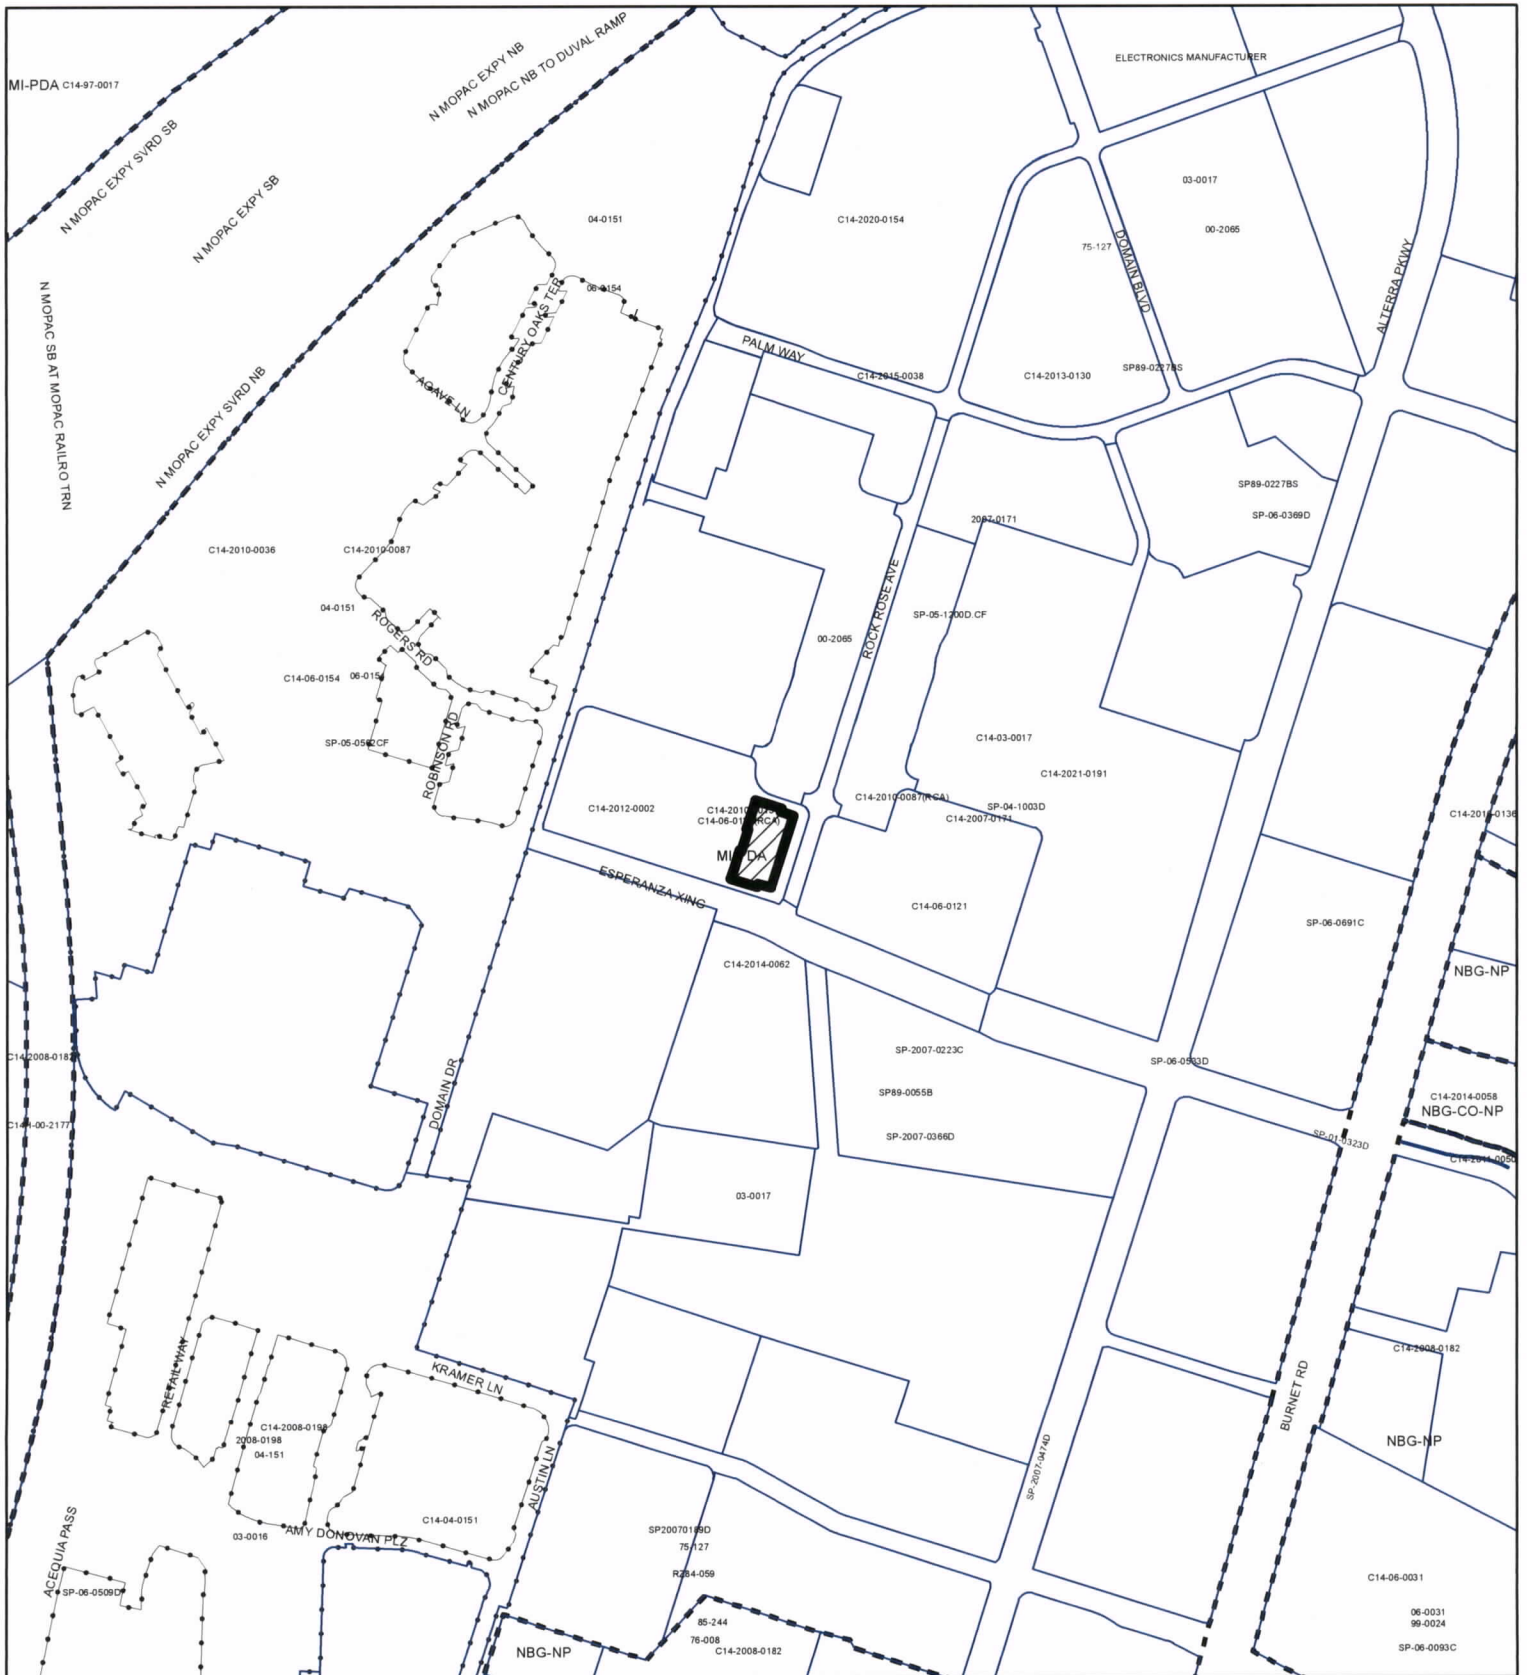 ELECTRONICS MANUFACTURER
MI-PDA C14-97-0017
N MOPAC EXPY NB
N MOPAC NB TO DUVAL RAMP
N MOPAC EXPY SVRD SB
N MOPAC EXPY SB
03-0017
04-0151
C14-2020-0154
00-2065
75-127
DOMAIN BLVD
ALTERRA PKWY
CENTURY OAKS TER
N MOPAC SB AT MOPAC RAILRO TRN
PALM WAY
AGAVE LN
C14-2015-0038
C14-2013-0130
SP89-0227BS
N MOPAC EXPY SVRD NB
SP89-0227BS
SP-06-0369D
2007-0171
C14-2010-0036
C14-2010-0087
04-0151
ROCK ROSE AVE
SP-05-1200D.CF
ROGERS RD
00-2065
C14-06-0154
SP-05-0582CF
ROBINSON RD
C14-03-0017
C14-2021-0191
C14-2010-0087(RCA)
C14-2012-0002
SP-04-1003D
C14-2007-0171
ESPERANZA XING
C14-06-0121
SP-06-0691C
C14-2014-0062
NBG-NP
SP-2007-0223C
SP-06-0533D
DOMAIN DR
SP89-0055B
C14-2014-0058
NBG-CO-NP
SP-2007-0366D
SP-01-0323D
03-0017
C14-2008-0182
KRAMER LN
RETAIL WAY
BURNET RD
C14-2008-0198
2008-0198
04-151
NBG-NP
SP-2007-0474D
AUSTIN LN
C14-04-0151
03-0016
AMY DONOVAN PLZ
SP20070189D
75-127
ACEQUIA PASS
SP-06-0509D
RZ84-059
C14-06-0031
06-0031
99-0024
85-244
76-008
C14-2008-0182
NBG-NP
SP-06-0093C